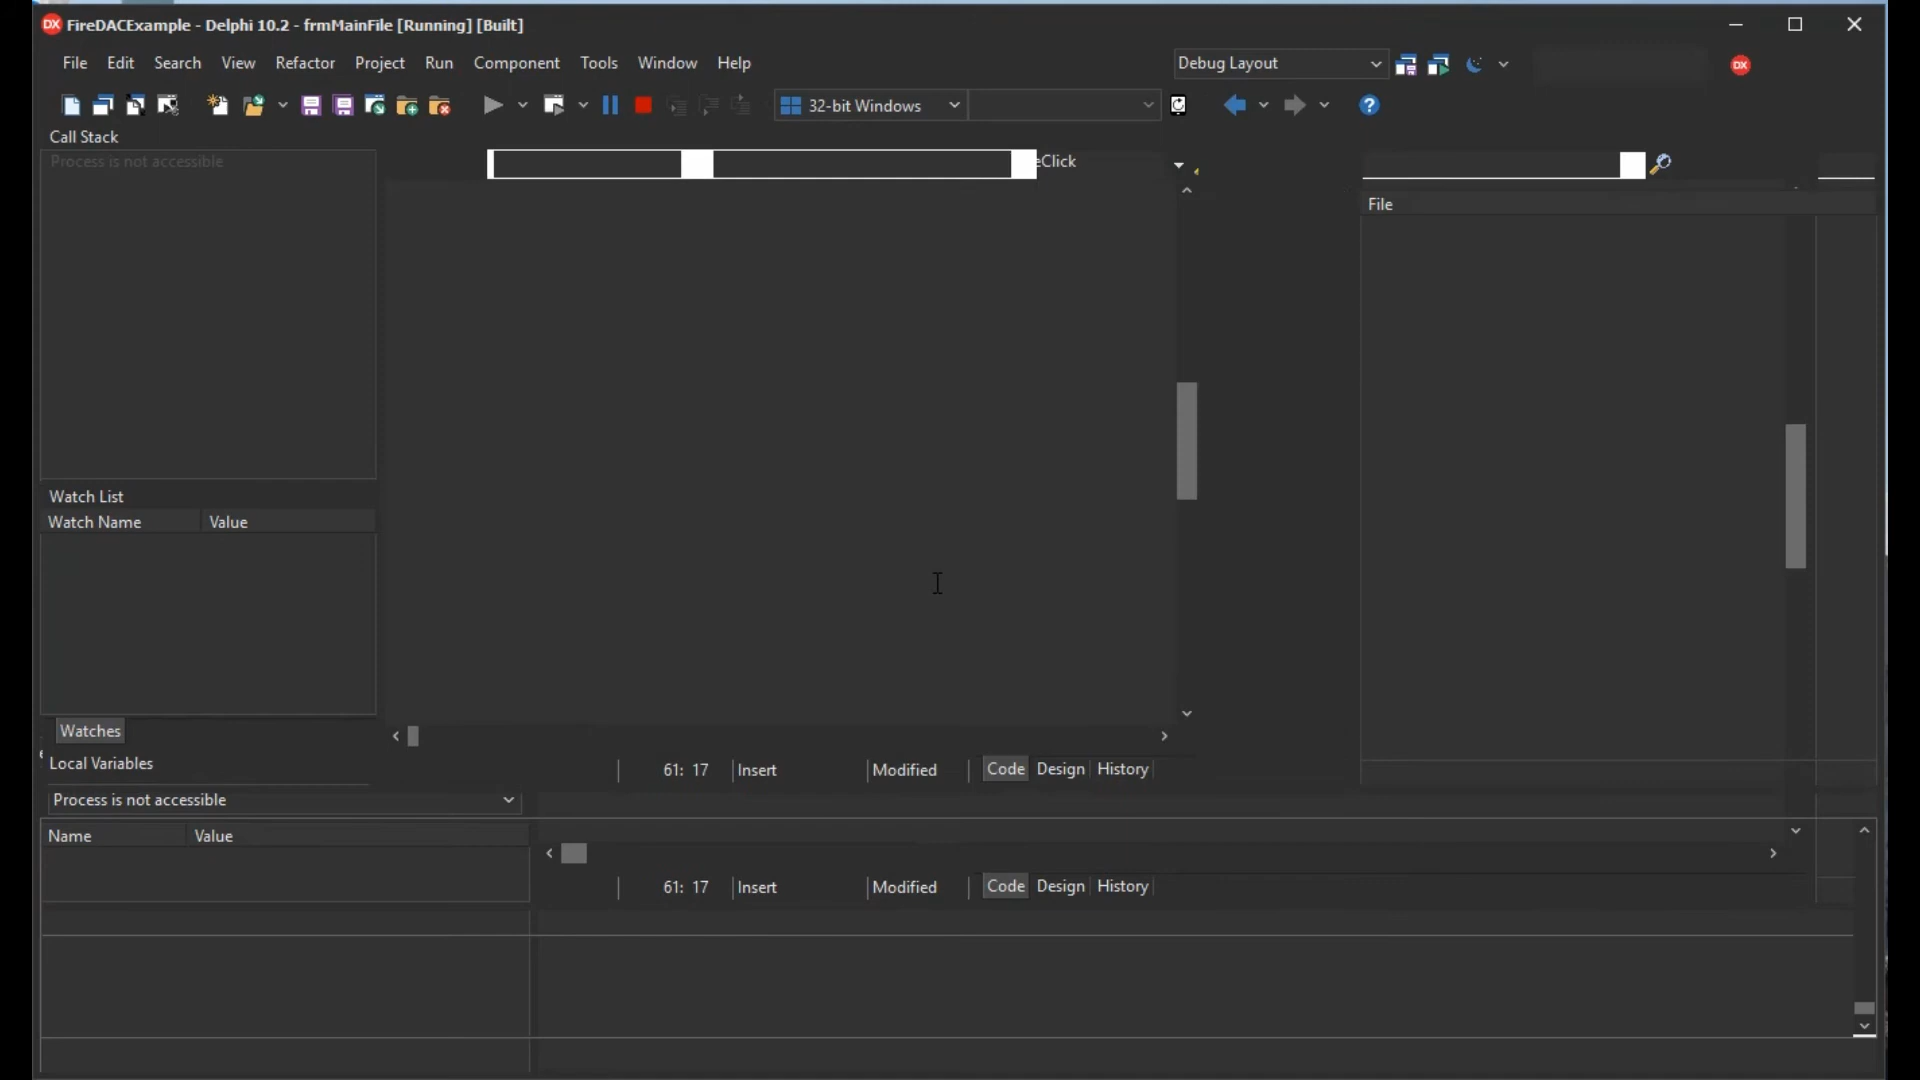 FireDACExample - Delphi 10.2 - frmMainFile [Running] [Built]
File Edit Search View Refactor Project Run Component Tools Window Help
Debug Layout
DX
32-bit Windows
Call Stack
Process is not accessible
eClick
File
Watch List
Watch Name Value
Watches
61: 17 Insert Modified Code Design History
Local Variables
Process is not accessible
Name Value
61: 17 Insert Modified Code Design History